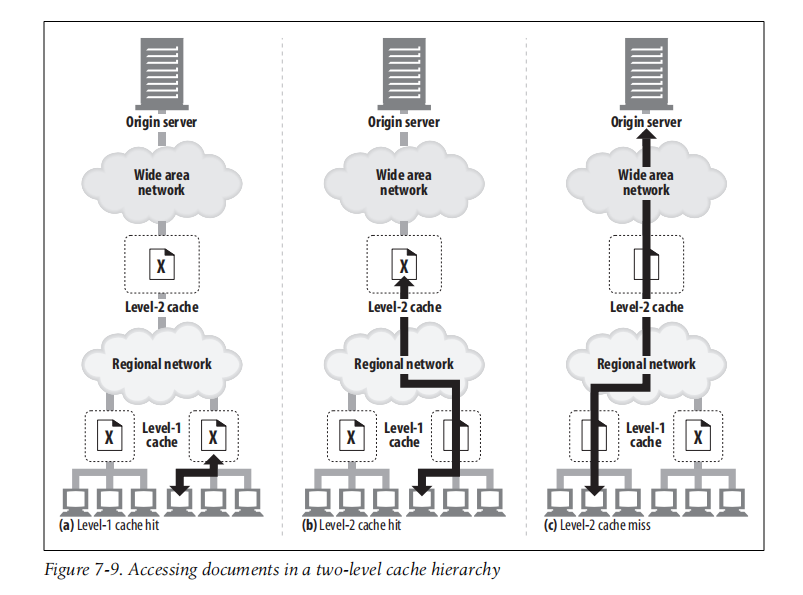 Origin server
Wide area
network
X
Level-2 cache
Regional network
X
Level-1
cache
X
(a) Level-1 cache hit
Origin server
Wide area
network
X
Level-2 cache
Regional network
X
Level-1
cache
(b) Level-2 cache hit
Origin server
Wide area
network
Level-2 cache
Regional network
Level-1
cache
X
(c) Level-2 cache miss
Figure 7-9. Accessing documents in a two-level cache hierarchy